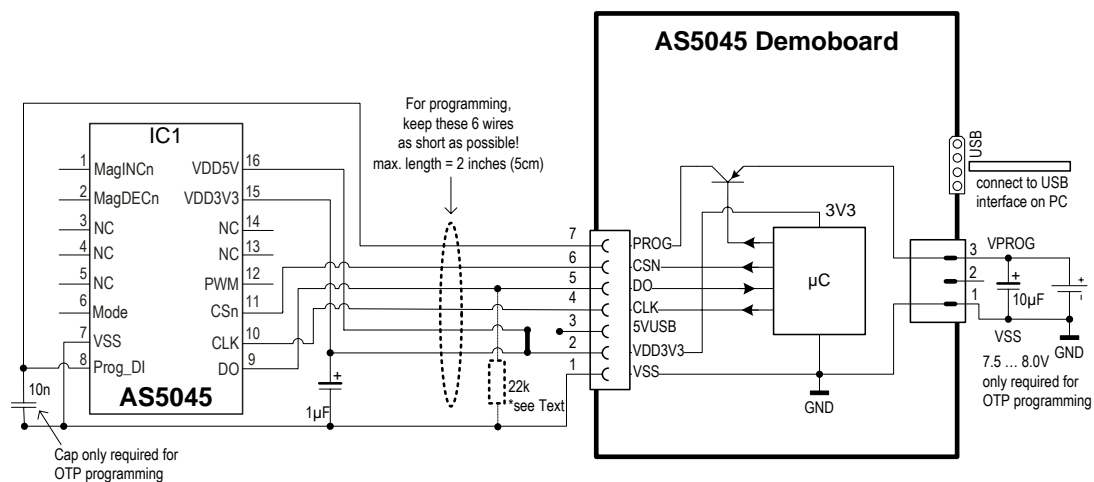 AS5045 Demoboard
For programming,
keep these 6 wires
as short as possible!
max. length = 2 inches (5cm)
IC1
1 MagINCn
2 MagDECn
3 NC
4 NC
5 NC
6 Mode
7 VSS
8 Prog_DI
VDD5V 16
VDD3V3 15
NC 14
NC 13
PWM 12
CSn 11
CLK 10
DO 9
AS5045
10n
Cap only required for
OTP programming
1µF
+
22k
*see Text
7 PROG
6 CSN
5 DO
4 CLK
3 5VUSB
2 VDD3V3
1 VSS
3V3
µC
GND
USB
connect to USB
interface on PC
3 VPROG
2
1
+
10µF
+
-
VSS
GND
7.5 ... 8.0V
only required for
OTP programming